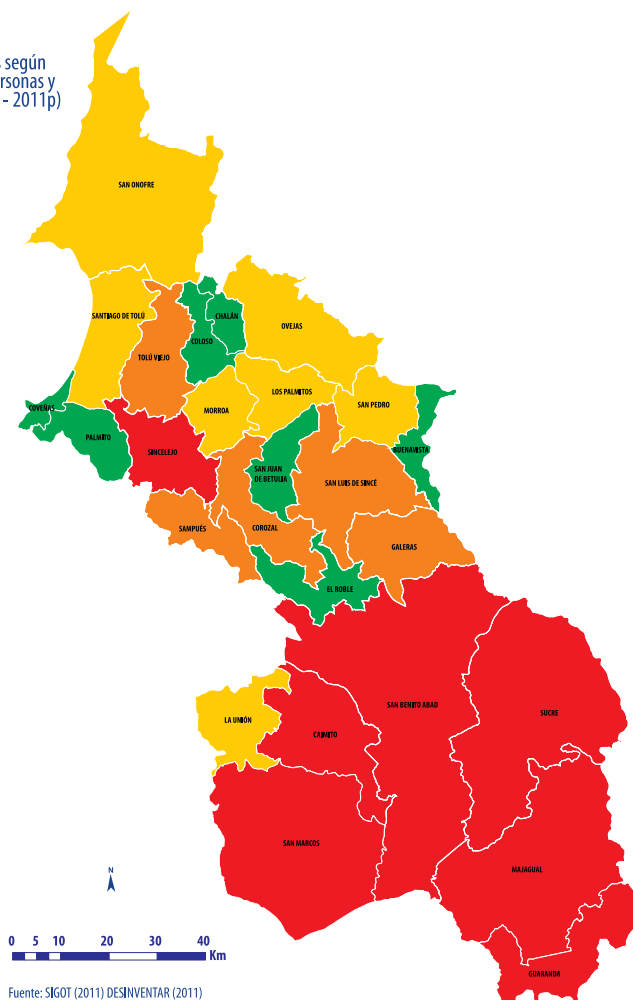 según
ersonas y
- 2011p)
SAN ONOFRE
SANTIAGO DE TOLÚ
TOLÚ VIEJO
COLOSO
CHALÁN
OVEJAS
LOS PALMITOS
MORROA
SAN PEDRO
COVEÑAS
PALMITO
SINCELEJO
BUENAVISTA
SAN JUAN
DE BETULIA
SAN LUIS DE SINCÉ
SAMPUÉS
COROZAL
GALERAS
EL ROBLE
LA UNIÓN
CAIMITO
SAN BENITO ABAD
SUCRE
SAN MARCOS
MAJAGUAL
GUARANDA
N
0 5 10 20 30 40
Km
Fuente: SIGOT (2011) DESINVENTAR (2011)